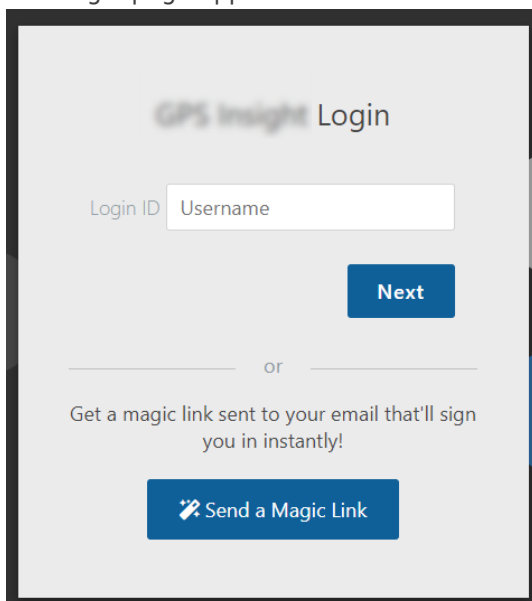 Login
Login ID Username
Next
or
Get a magic link sent to your email that'll sign
you in instantly!
Send a Magic Link